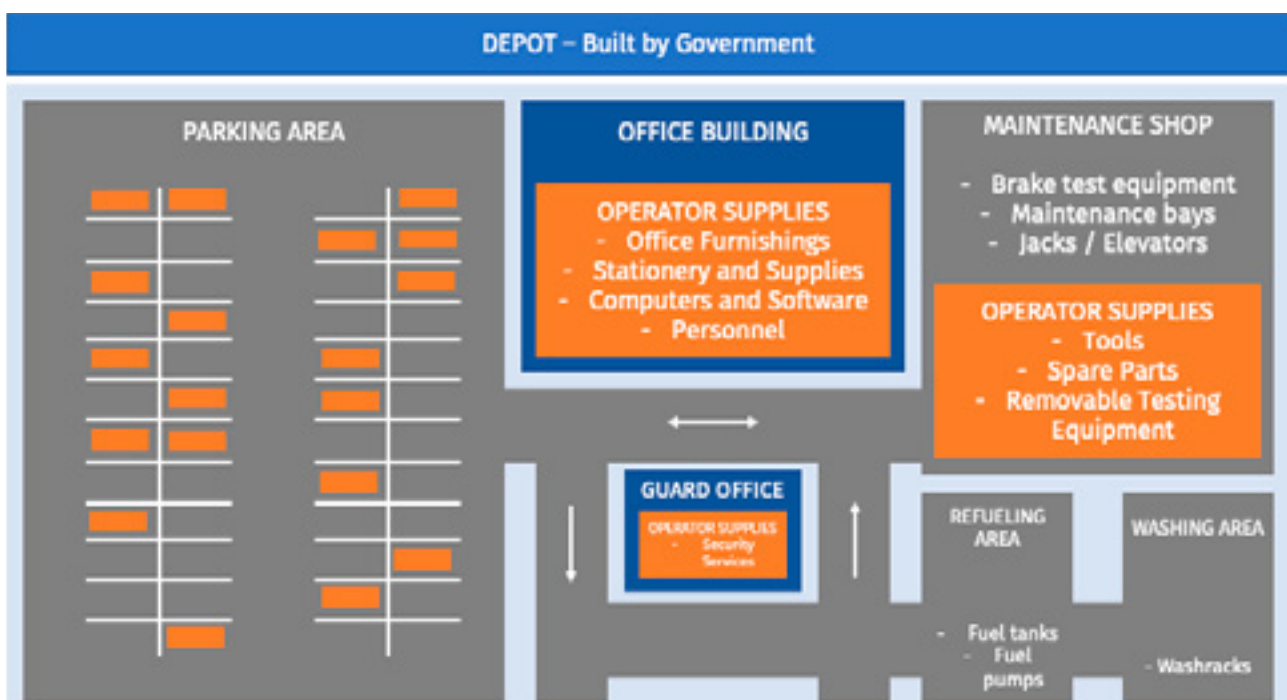 DEPOT – Built by Government
PARKING AREA
OFFICE BUILDING
OPERATOR SUPPLIES
- Office Furnishings
- Stationery and Supplies
- Computers and Software
- Personnel
MAINTENANCE SHOP
- Brake test equipment
- Maintenance bays
- Jacks / Elevators
OPERATOR SUPPLIES
- Tools
- Spare Parts
- Removable Testing
Equipment
GUARD OFFICE
OPERATOR SUPPLIES
- Security
Services
REFUELING
AREA
- Fuel tanks
- Fuel
pumps
WASHING AREA
- Washracks